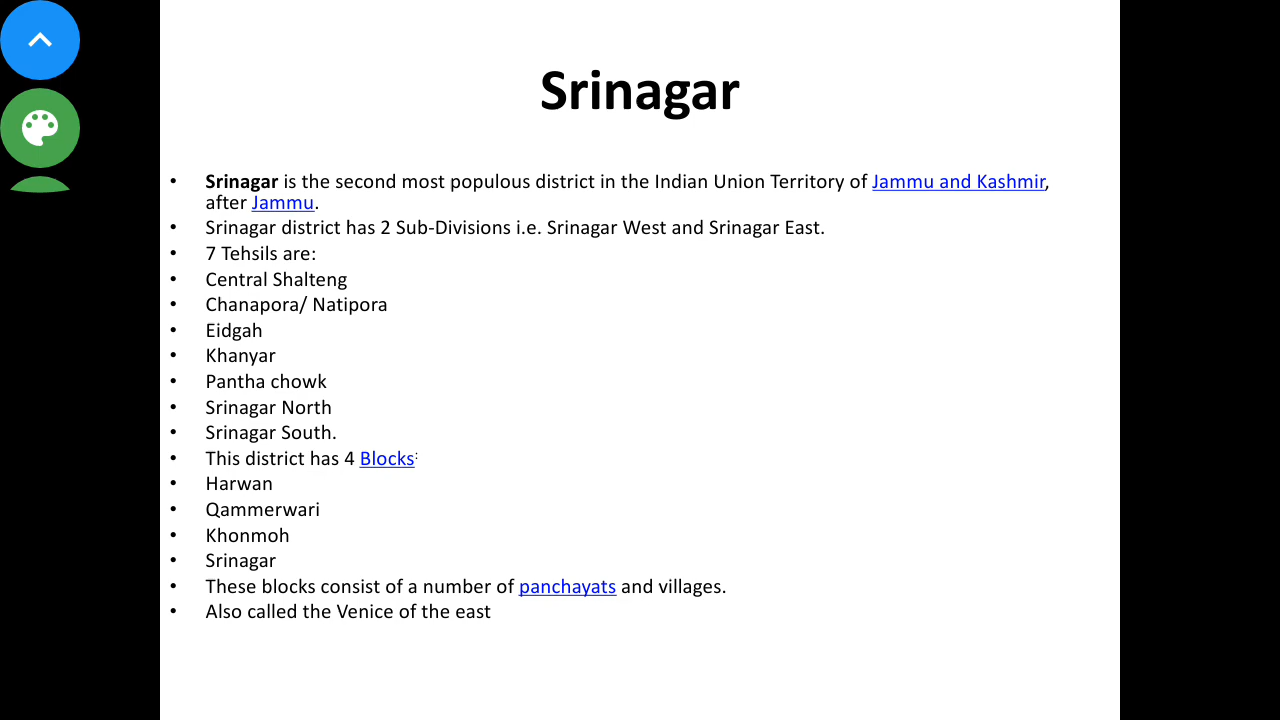 Srinagar
• Srinagar is the second most populous district in the Indian Union Territory of Jammu and Kashmir,
after Jammu.
• Srinagar district has 2 Sub-Divisions i.e. Srinagar West and Srinagar East.
• 7 Tehsils are:
• Central Shalteng
• Chanapora/ Natipora
• Eidgah
• Khanyar
• Pantha chowk
• Srinagar North
• Srinagar South.
• This district has 4 Blocks:
• Harwan
• Qammerwari
• Khonmoh
• Srinagar
• These blocks consist of a number of panchayats and villages.
• Also called the Venice of the east